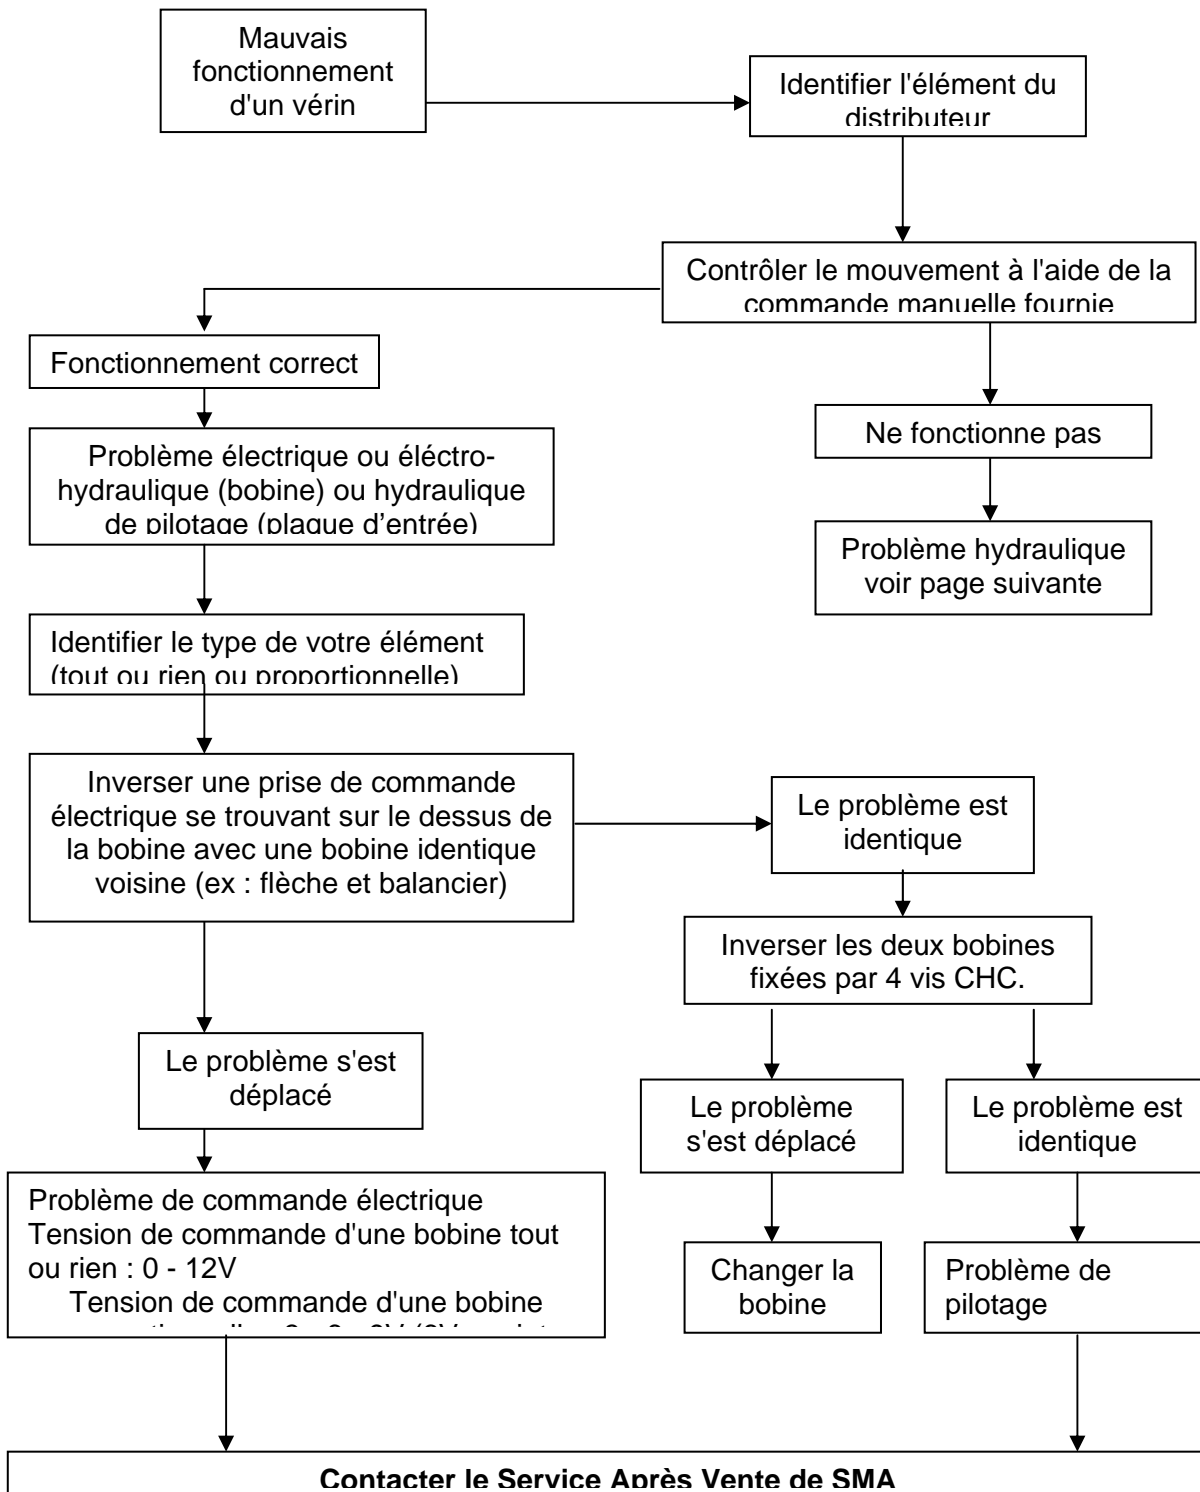 Mauvais
fonctionnement
d'un vérin
Identifier l'élément du
distributeur
Contrôler le mouvement à l'aide de la
commande manuelle fournie
Fonctionnement correct
Ne fonctionne pas
Problème électrique ou éléctro-
hydraulique (bobine) ou hydraulique
de pilotage (plaque d’entrée)
Problème hydraulique
voir page suivante
Identifier le type de votre élément
(tout ou rien ou proportionnelle)
Inverser une prise de commande
électrique se trouvant sur le dessus de
la bobine avec une bobine identique
voisine (ex : flèche et balancier)
Le problème est
identique
Inverser les deux bobines
fixées par 4 vis CHC.
Le problème s'est
déplacé
Le problème
s'est déplacé
Le problème est
identique
Problème de commande électrique
Tension de commande d'une bobine tout
ou rien : 0 - 12V
Tension de commande d'une bobine
Changer la
bobine
Problème de
pilotage
Contacter le Service Après Vente de SMA